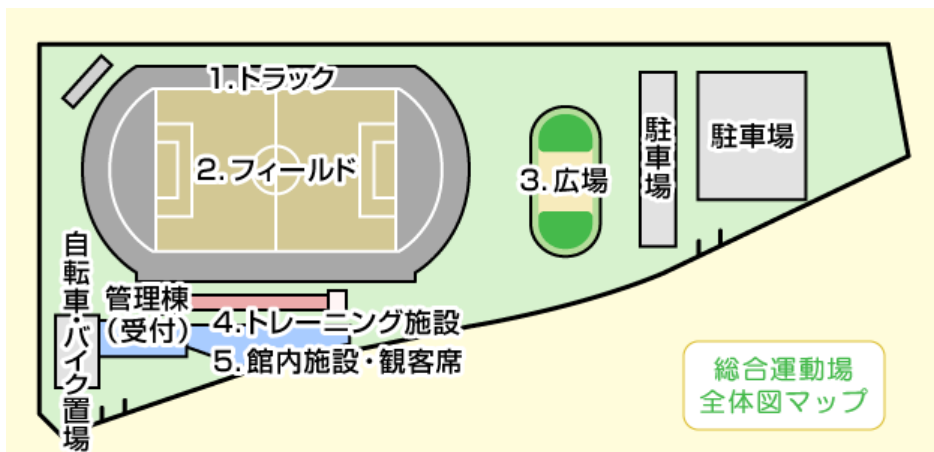 1.トラック
2.フィールド
3.広場
駐車場
駐車場
自転車・バイク置場
管理棟
(受付)
4.トレーニング施設
5.館内施設・観客席
総合運動場
全体図マップ